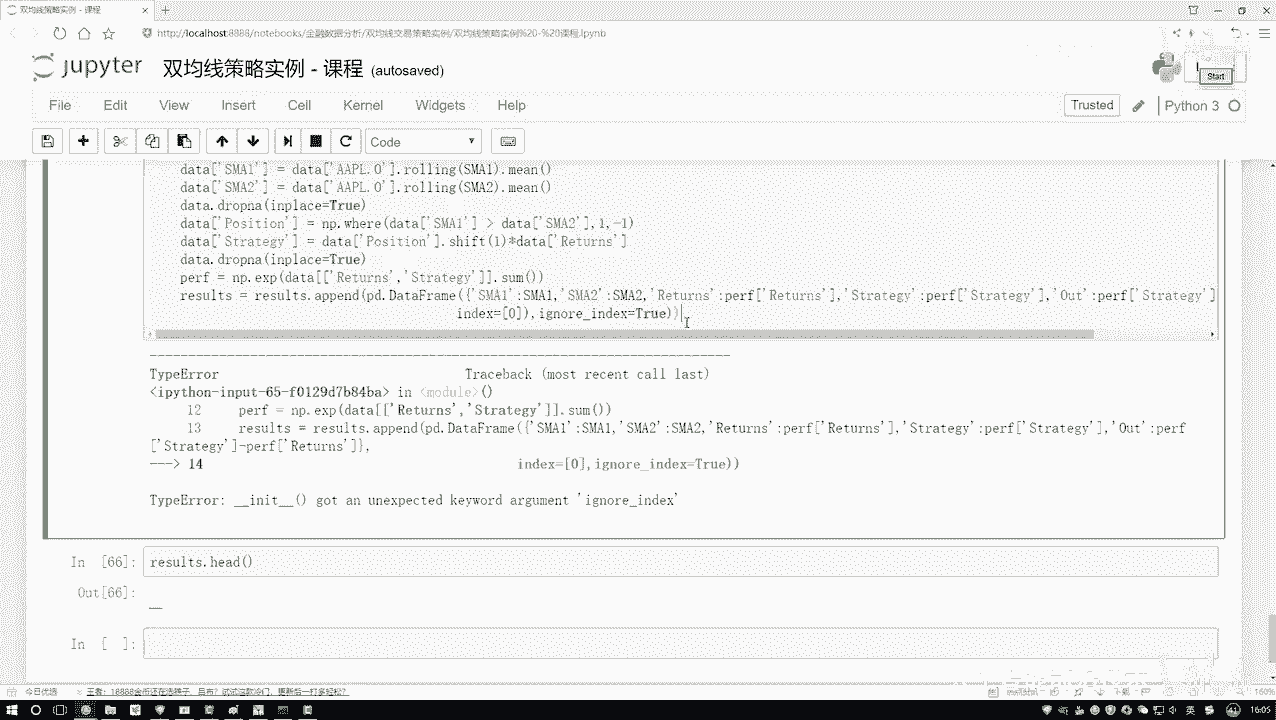 双均线策略实例 - 课程
http://localhost:8888/notebooks/金融数据分析/双均线交易策略实例/双均线策略实例%20-%20课程.ipynb
jupyter 双均线策略实例 - 课程 (autosaved)
Start
File Edit View Insert Cell Kernel Widgets Help
Trusted Python 3
Code
data['SMA1'] = data['AAPL.O'].rolling(SMA1).mean()
data['SMA2'] = data['AAPL.O'].rolling(SMA2).mean()
data.dropna(inplace=True)
data['Position'] = np.where(data['SMA1'] > data['SMA2'],1,-1)
data['Strategy'] = data['Position'].shift(1)*data['Returns']
data.dropna(inplace=True)
perf = np.exp(data[['Returns','Strategy']].sum())
results = results.append(pd.DataFrame({'SMA1':SMA1,'SMA2':SMA2,'Returns':perf['Returns'],'Strategy':perf['Strategy'],'Out':perf['Strategy']
index=[0]),ignore_index=True))
---------------------------------------------------------------------------
TypeError Traceback (most recent call last)
<ipython-input-65-f0129d7b84ba> in <module>()
12 perf = np.exp(data[['Returns','Strategy']].sum())
13 results = results.append(pd.DataFrame({'SMA1':SMA1,'SMA2':SMA2,'Returns':perf['Returns'],'Strategy':perf['Strategy'],'Out':perf
['Strategy']-perf['Returns']},
---> 14 index=[0],ignore_index=True))
TypeError: __init__() got an unexpected keyword argument 'ignore_index'
In [66]: results.head()
Out[66]:
In [ ]:
今日优选
160%
16:05